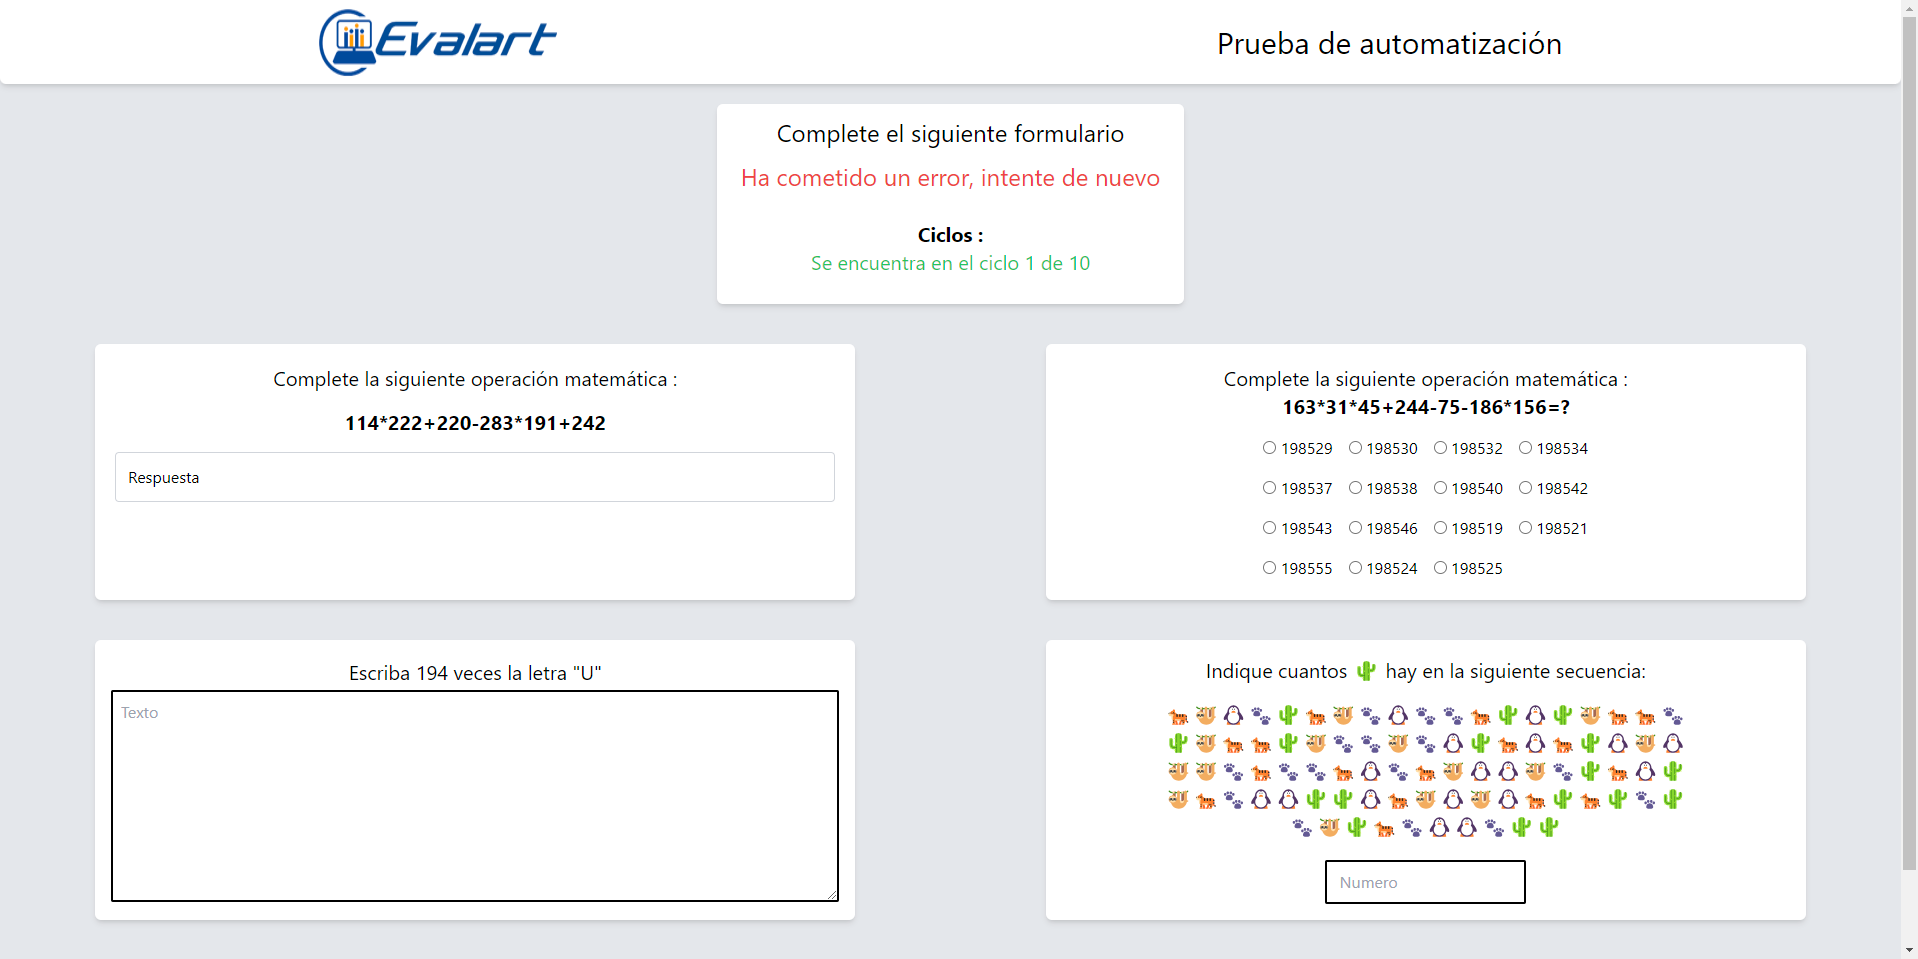 Evalart
Prueba de automatización
Complete el siguiente formulario
Ha cometido un error, intente de nuevo
Ciclos :
Se encuentra en el ciclo 1 de 10
Complete la siguiente operación matemática :
114*222+220-283*191+242
Respuesta
Complete la siguiente operación matemática :
163*31*45+244-75-186*156=?
198529 198530 198532 198534
198537 198538 198540 198542
198543 198546 198519 198521
198555 198524 198525
Escriba 194 veces la letra "U"
Texto
Indique cuantos 🌵 hay en la siguiente secuencia:
Numero